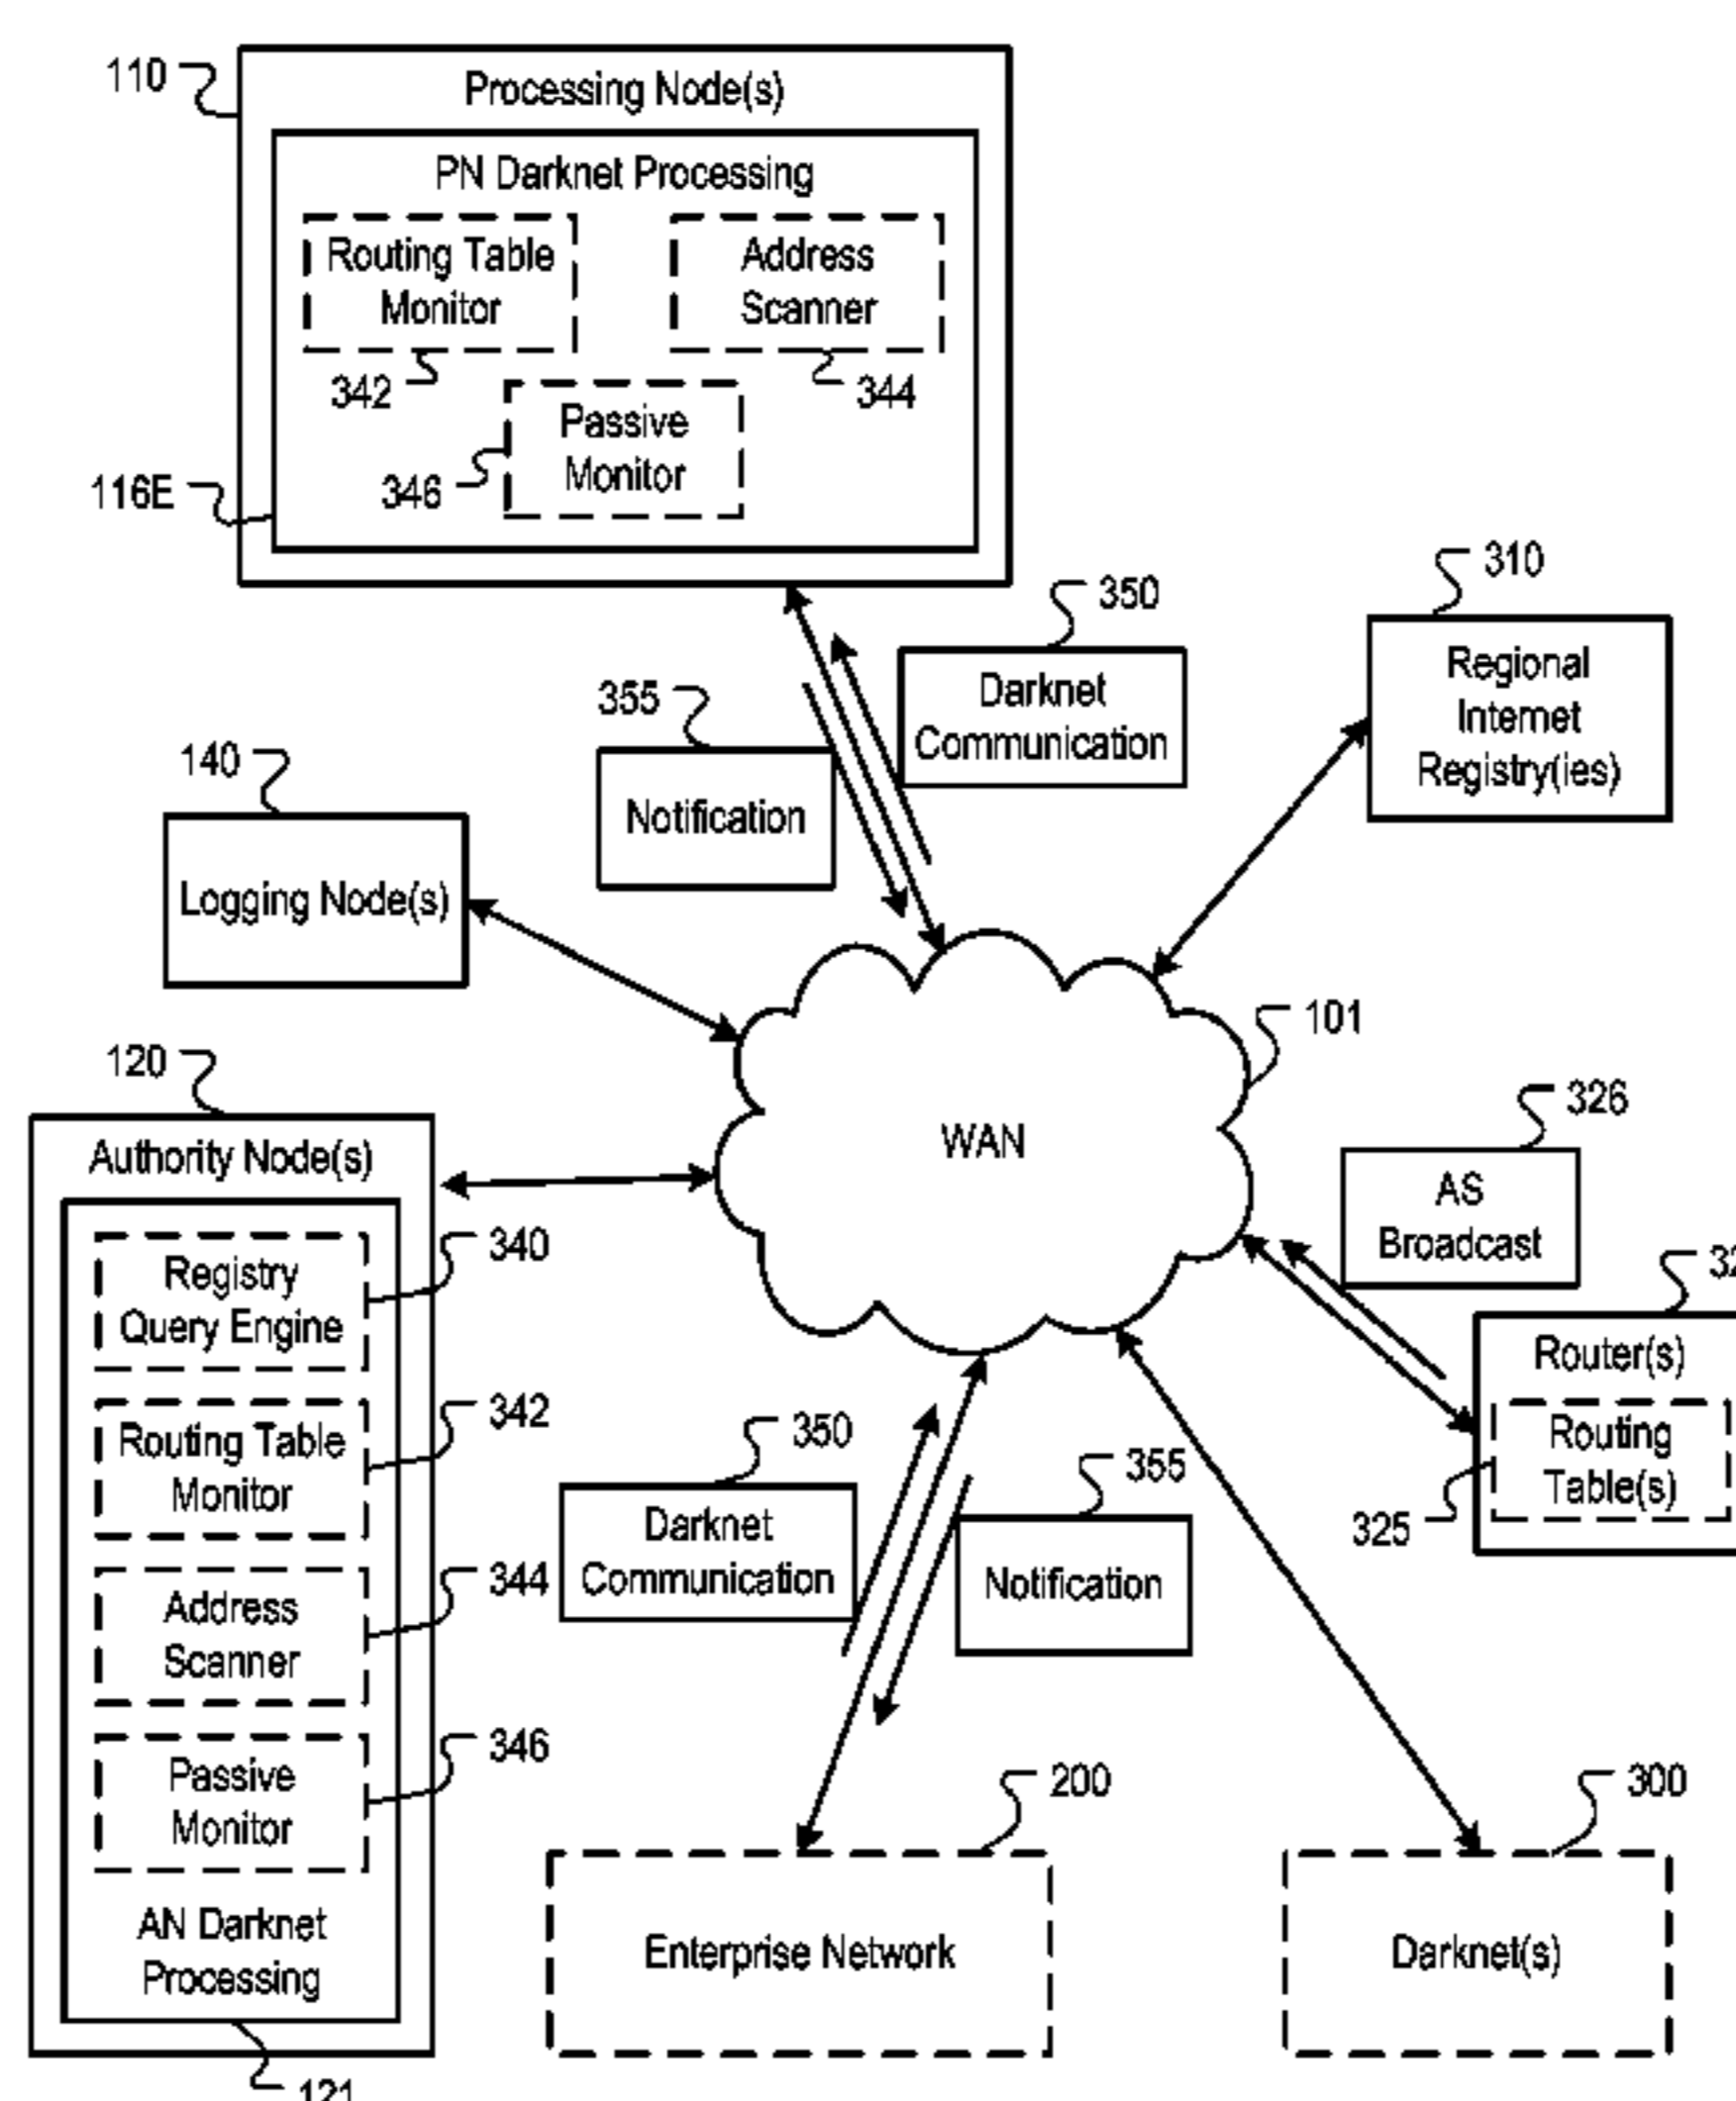 110
Processing Node(s)
PN Darknet Processing
Routing Table
Monitor
Address
Scanner
342
344
Passive
Monitor
346
116E
310
350
Regional
Internet
Registry(ies)
Darknet
Communication
355
Notification
140
Logging Node(s)
101
WAN
120
Authority Node(s)
326
AS
Broadcast
Registry
Query Engine
340
Router(s)
Routing
Table(s)
325
Routing Table
Monitor
342
350
Darknet
Communication
355
Notification
Address
Scanner
344
Passive
Monitor
346
AN Darknet
Processing
121
200
Enterprise Network
300
Darknet(s)